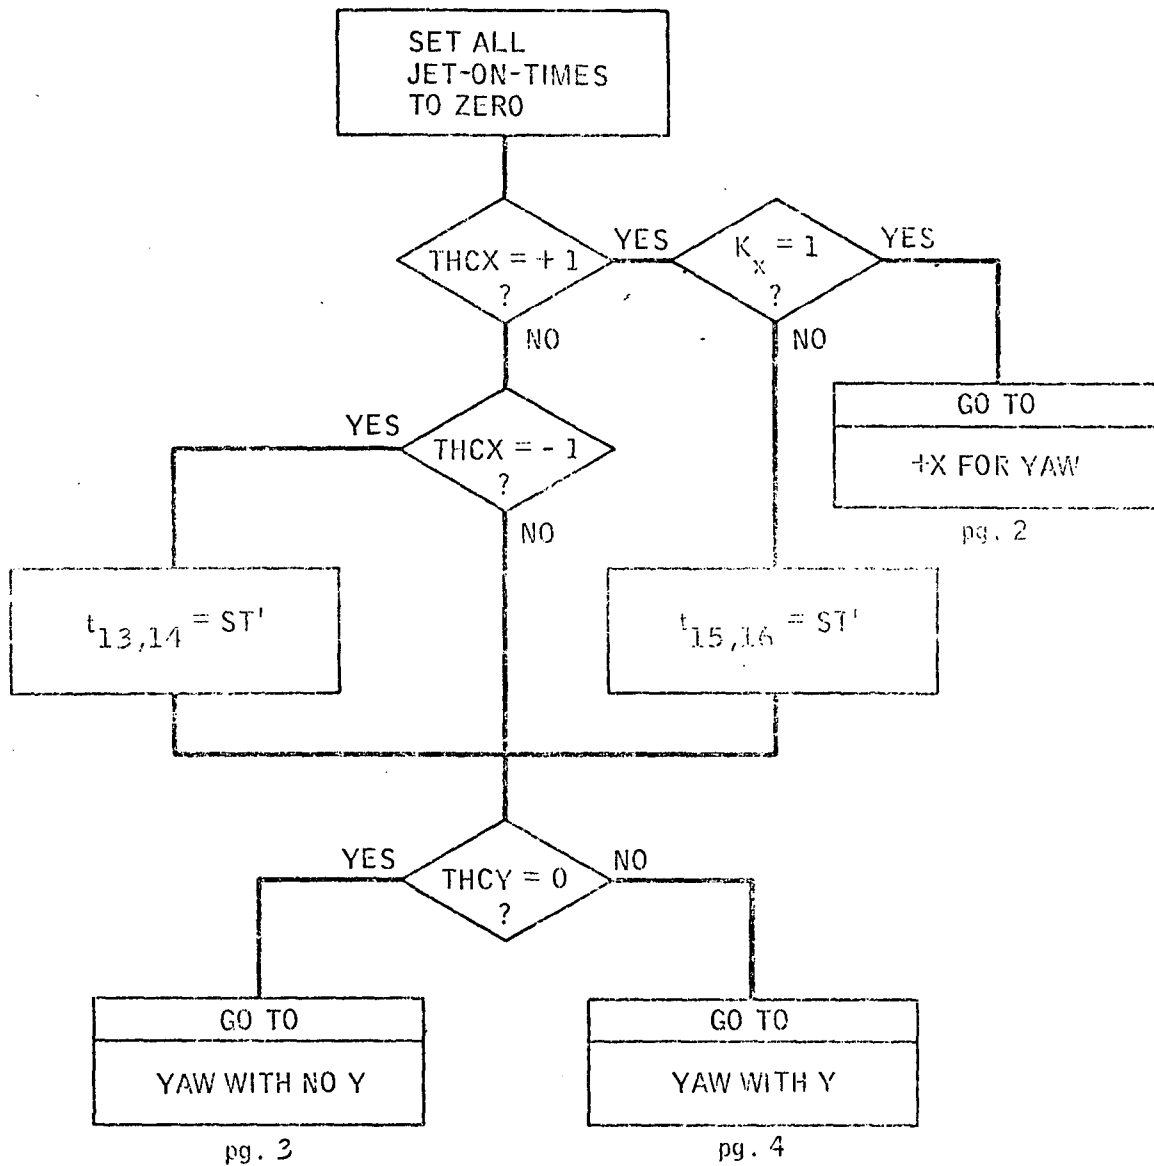 SET ALL
JET-ON-TIMES
TO ZERO
THCX = + 1
?
YES
NO
K_x = 1
?
YES
NO
GO TO
+X FOR YAW
pg. 2
YES
THCX = - 1
?
NO
t_13,14 = ST'
t_15,16 = ST'
YES
THCY = 0
?
NO
GO TO
YAW WITH NO Y
pg. 3
GO TO
YAW WITH Y
pg. 4